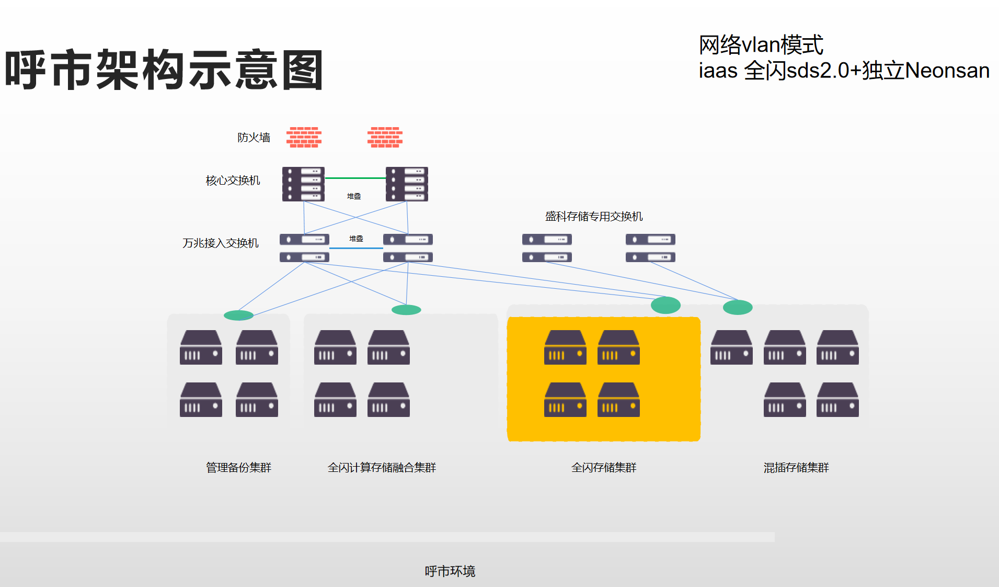 呼市架构示意图
网络vlan模式
iaas 全闪sds2.0+独立Neonsan
防火墙
核心交换机
堆叠
盛科存储专用交换机
万兆接入交换机
堆叠
管理备份集群
全闪计算存储融合集群
全闪存储集群
混插存储集群
呼市环境